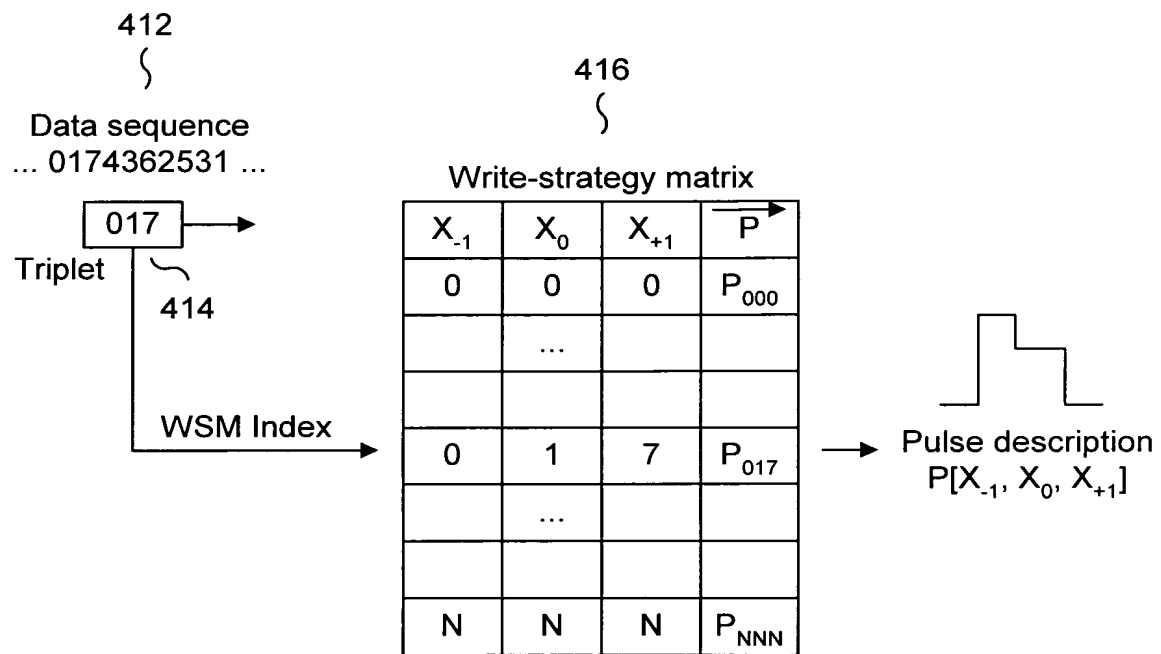 412
Data sequence
... 0174362531 ...
017
Triplet
414
WSM Index
416
Write-strategy matrix
X₋₁ X₀ X₊₁ P
0 0 0 P₀₀₀
...
0 1 7 P₀₁₇
...
N N N P_NNN
Pulse description
P[X₋₁, X₀, X₊₁]